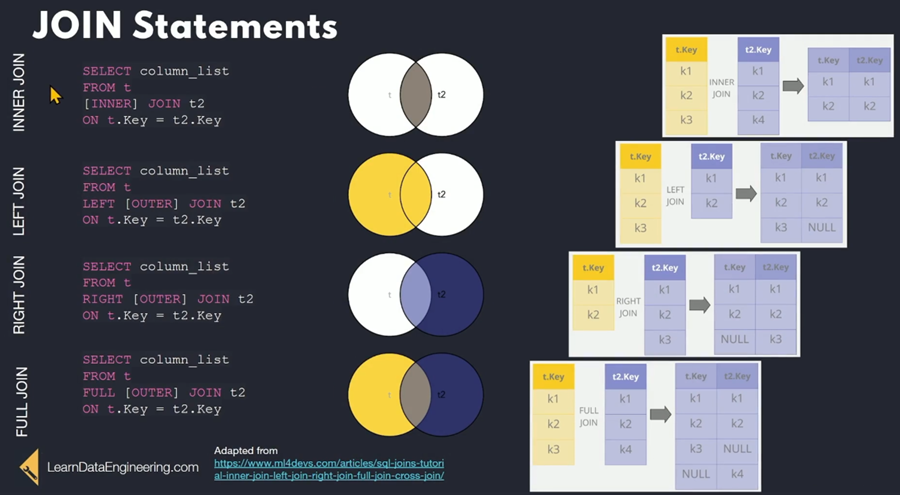 JOIN Statements
INNER JOIN
SELECT column_list
FROM t
[INNER] JOIN t2
ON t.Key = t2.Key
t t2
t.Key t2.Key t.Key t2.Key
k1 k1 k1 k1
INNER JOIN
k2 k2 k2 k2
k3 k4
LEFT JOIN
SELECT column_list
FROM t
LEFT [OUTER] JOIN t2
ON t.Key = t2.Key
t t2
t.Key t2.Key t.Key t2.Key
k1 k1 k1 k1
LEFT JOIN
k2 k2 k2 k2
k3 k3 NULL
RIGHT JOIN
SELECT column_list
FROM t
RIGHT [OUTER] JOIN t2
ON t.Key = t2.Key
t t2
t.Key t2.Key t.Key t2.Key
k1 k1 k1 k1
RIGHT JOIN
k2 k2 k2 k2
k3 NULL k3
FULL JOIN
SELECT column_list
FROM t
FULL [OUTER] JOIN t2
ON t.Key = t2.Key
t t2
t.Key t2.Key t.Key t2.Key
k1 k1 k1 k1
FULL JOIN
k2 k2 k2 k2
k3 k4 k3 NULL
NULL k4
LearnDataEngineering.com
Adapted from
https://www.ml4devs.com/articles/sql-joins-tutori
al-inner-join-left-join-right-join-full-join-cross-join/